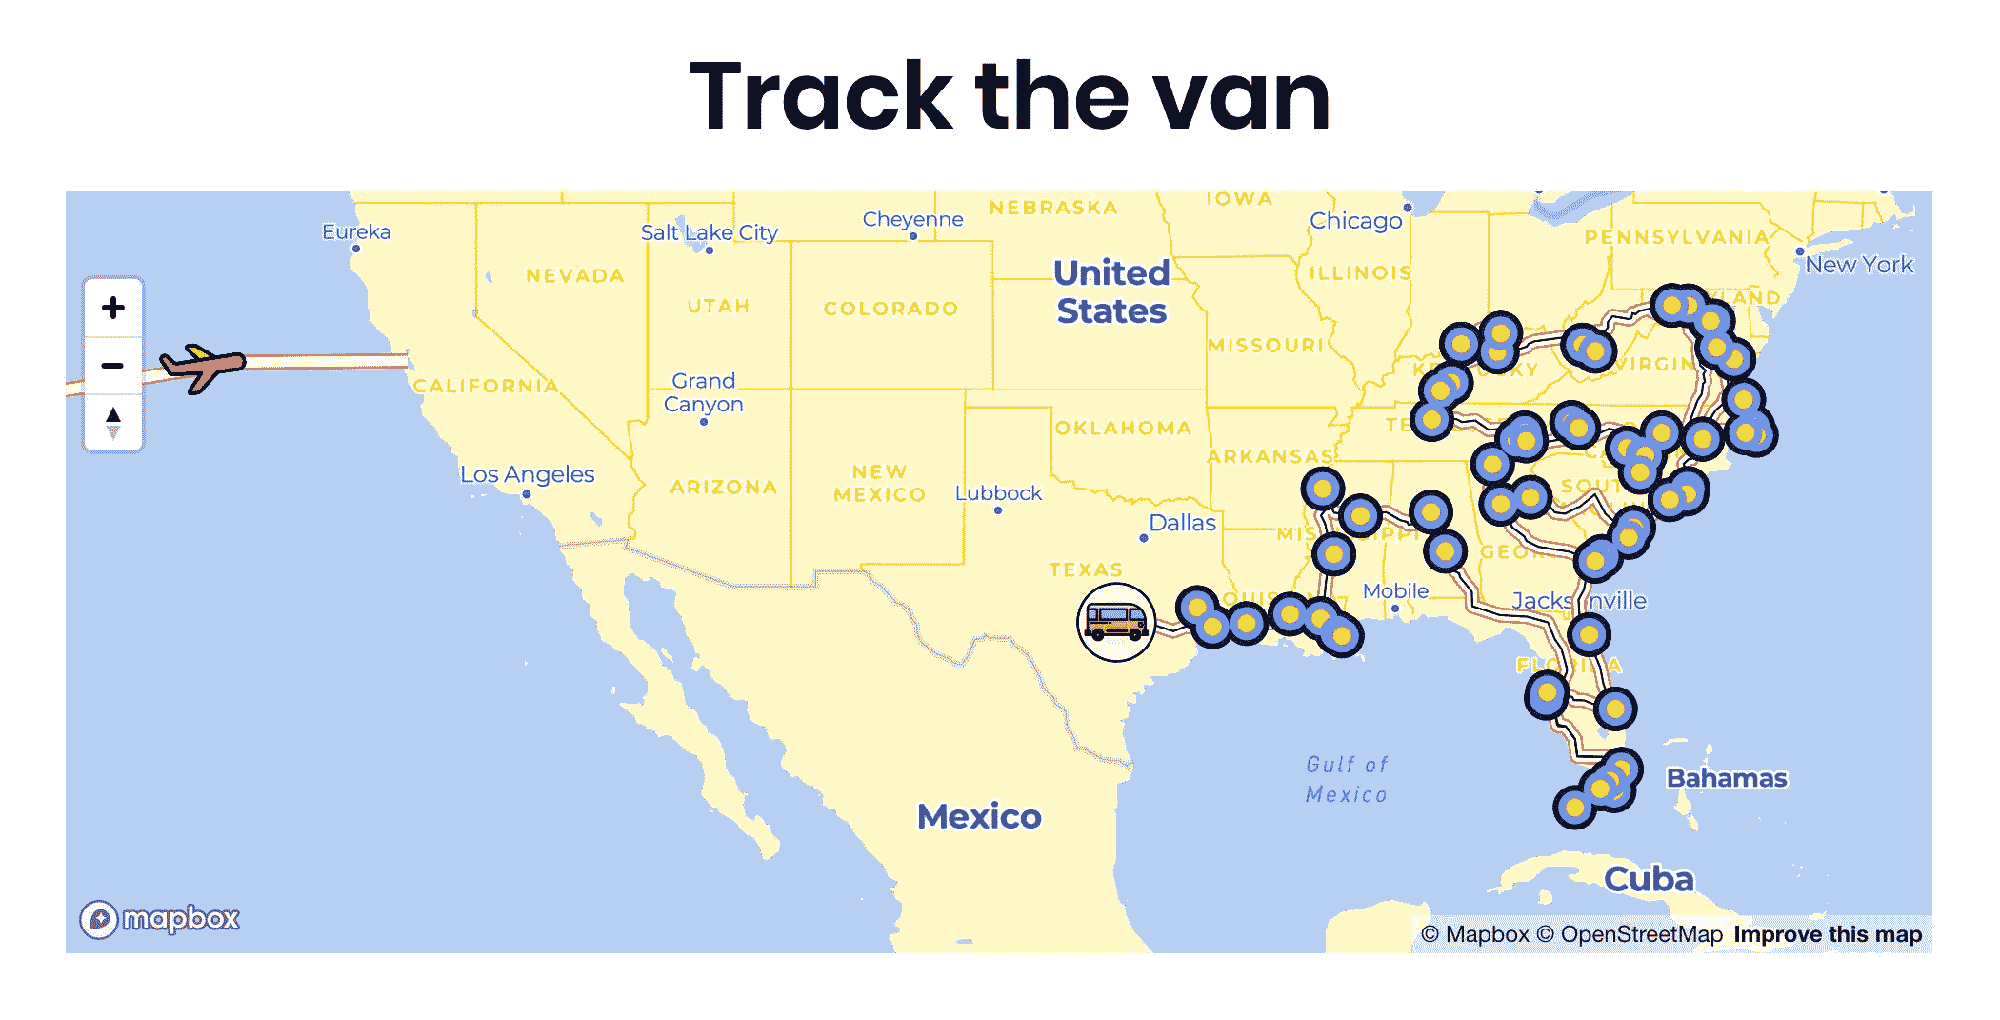 Track the van
NEBRASKA
IOWA
Eureka
Salt Lake City
Cheyenne
Chicago
PENNSYLVANIA
New York
NEVADA
United
States
ILLINOIS
UTAH
COLORADO
MISSOURI
+
−
CALIFORNIA
Grand
Canyon
OKLAHOMA
ARKANSAS
Los Angeles
ARIZONA
NEW
MEXICO
Lubbock
Dallas
TEXAS
Mobile
Gulf of
Mexico
Bahamas
Mexico
Cuba
mapbox
© Mapbox © OpenStreetMap Improve this map